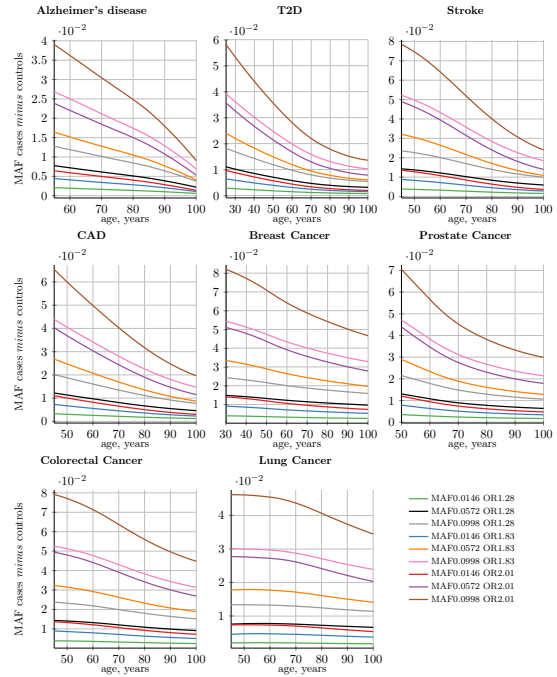 Alzheimer's disease
·10⁻²
MAF cases minus controls
4
3.5
3
2.5
2
1.5
1
0.5
0
50 60 70 80 90 100
age, years
T2D
·10⁻²
6
5
4
3
2
1
0
30 40 50 60 70 80 90 100
age, years
Stroke
·10⁻²
8
6
4
2
0
50 60 70 80 90 100
age, years
CAD
·10⁻²
MAF cases minus controls
6
5
4
3
2
1
0
50 60 70 80 90 100
age, years
Breast Cancer
·10⁻²
8
7
6
5
4
3
2
1
30 40 50 60 70 80 90 100
age, years
Prostate Cancer
·10⁻²
7
6
5
4
3
2
1
0
50 60 70 80 90 100
age, years
Colorectal Cancer
·10⁻²
MAF cases minus controls
8
7
6
5
4
3
2
1
50 60 70 80 90 100
age, years
Lung Cancer
·10⁻²
4
3
2
1
50 60 70 80 90 100
age, years
MAF0.0146 OR1.28
MAF0.0572 OR1.28
MAF0.0998 OR1.28
MAF0.0146 OR1.83
MAF0.0572 OR1.83
MAF0.0998 OR1.83
MAF0.0146 OR2.01
MAF0.0572 OR2.01
MAF0.0998 OR2.01